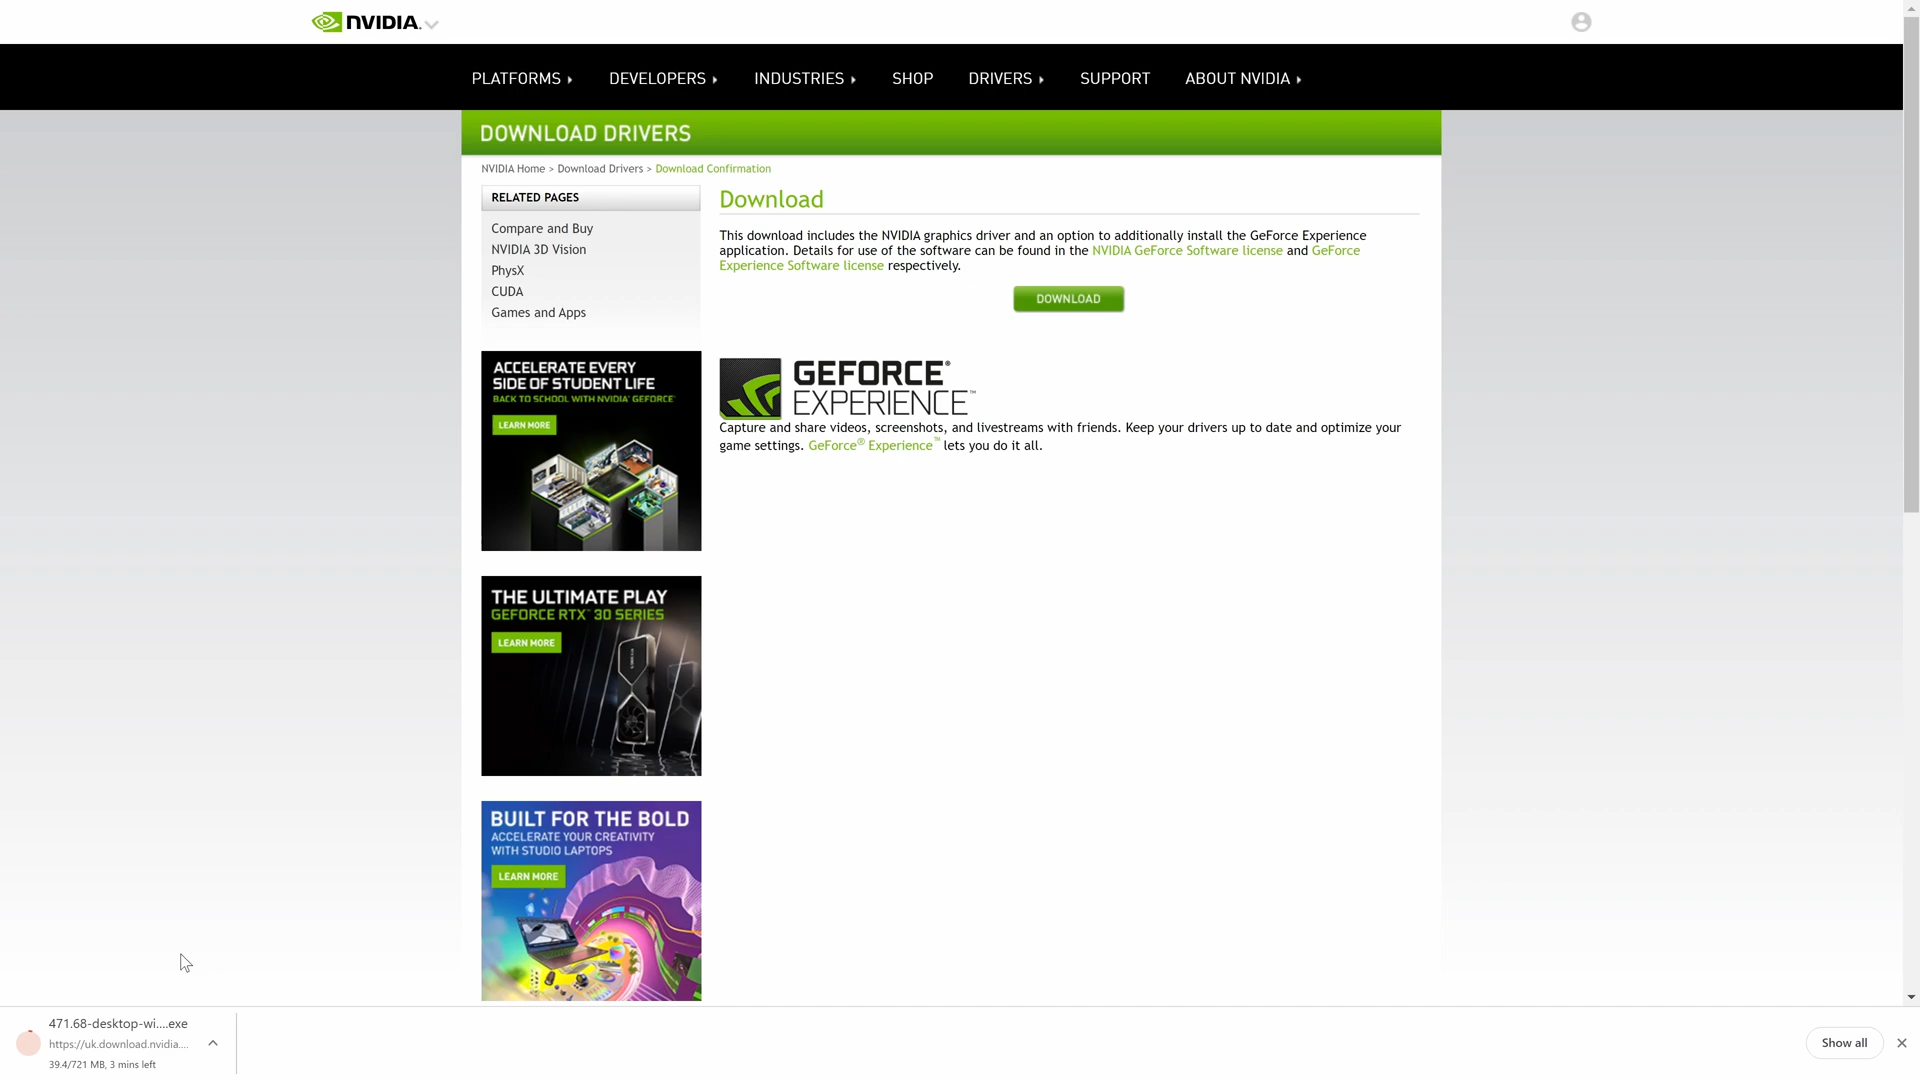 NVIDIA.
PLATFORMS
DEVELOPERS
INDUSTRIES
SHOP
DRIVERS
SUPPORT
ABOUT NVIDIA
DOWNLOAD DRIVERS
NVIDIA Home > Download Drivers > Download Confirmation
RELATED PAGES
Compare and Buy
NVIDIA 3D Vision
PhysX
CUDA
Games and Apps
Download
This download includes the NVIDIA graphics driver and an option to additionally install the GeForce Experience
application. Details for use of the software can be found in the NVIDIA GeForce Software license and GeForce
Experience Software license respectively.
DOWNLOAD
GEFORCE®
EXPERIENCE™
Capture and share videos, screenshots, and livestreams with friends. Keep your drivers up to date and optimize your
game settings. GeForce® Experience™ lets you do it all.
ACCELERATE EVERY
SIDE OF STUDENT LIFE
BACK TO SCHOOL WITH NVIDIA® GEFORCE®
LEARN MORE
THE ULTIMATE PLAY
GEFORCE RTX™ 30 SERIES
LEARN MORE
BUILT FOR THE BOLD
ACCELERATE YOUR CREATIVITY
WITH STUDIO LAPTOPS
LEARN MORE
471.68-desktop-wi....exe
https://uk.download.nvidia....
39.4/721 MB, 3 mins left
Show all